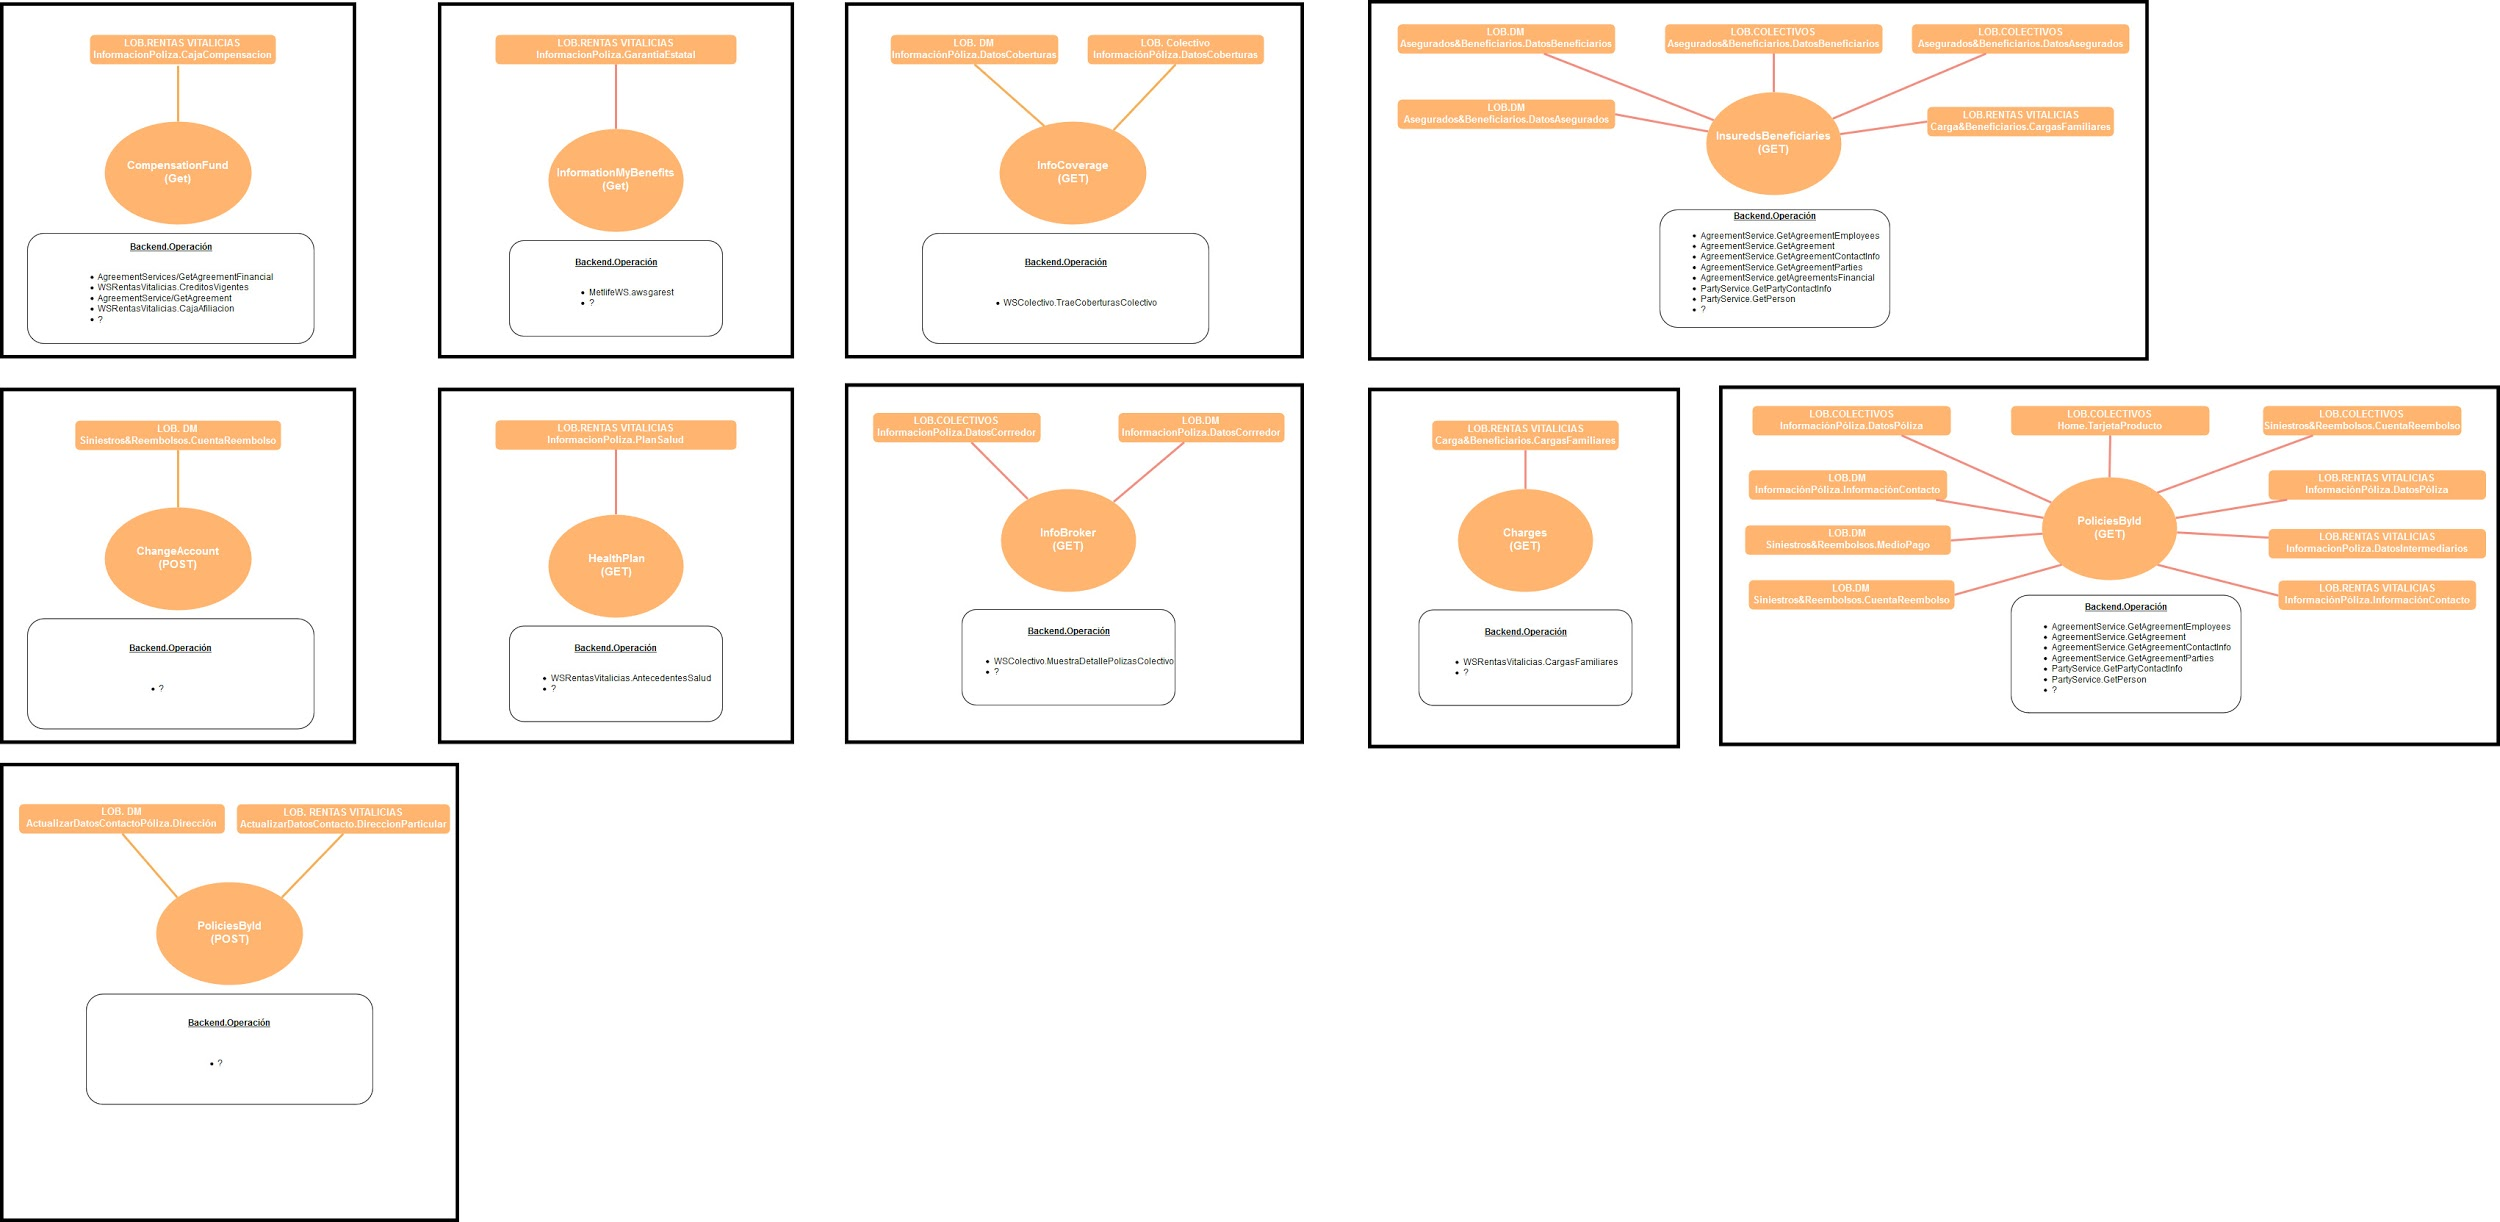 LOB.RENTAS VITALICIAS
InformacionPoliza.CajaCompensacion
CompensationFund
(Get)
Backend.Operación
• AgreementServices/GetAgreementFinancial
• WSRentasVitalicias.CreditosVigentes
• AgreementService/GetAgreement
• WSRentasVitalicias.CajaAfiliacion
• ?
LOB.RENTAS VITALICIAS
InformacionPoliza.GarantiaEstatal
InformationMyBenefits
(Get)
Backend.Operación
• MetlifeWS.awsgarest
• ?
LOB. DM
InformaciónPóliza.DatosCoberturas
LOB. Colectivo
InformaciónPóliza.DatosCoberturas
InfoCoverage
(GET)
Backend.Operación
• WSColectivo.TraeCoberturasColectivo
LOB.DM
Asegurados&Beneficiarios.DatosBeneficiarios
LOB.COLECTIVOS
Asegurados&Beneficiarios.DatosBeneficiarios
LOB.COLECTIVOS
Asegurados&Beneficiarios.DatosAsegurados
LOB.DM
Asegurados&Beneficiarios.DatosAsegurados
LOB.RENTAS VITALICIAS
Carga&Beneficiarios.CargasFamiliares
InsuredsBeneficiaries
(GET)
Backend.Operación
• AgreementService.GetAgreementEmployees
• AgreementService.GetAgreement
• AgreementService.GetAgreementContactInfo
• AgreementService.GetAgreementParties
• AgreementService.getAgreementsFinancial
• PartyService.GetPartyContactInfo
• PartyService.GetPerson
• ?
LOB. DM
Siniestros&Reembolsos.CuentaReembolso
ChangeAccount
(POST)
Backend.Operación
• ?
LOB.RENTAS VITALICIAS
InformacionPoliza.PlanSalud
HealthPlan
(GET)
Backend.Operación
• WSRentasVitalicias.AntecedentesSalud
• ?
LOB.COLECTIVOS
InformacionPoliza.DatosCorrredor
LOB.DM
InformacionPoliza.DatosCorrredor
InfoBroker
(GET)
Backend.Operación
• WSColectivo.MuestraDetallePolizasColectivo
• ?
LOB.RENTAS VITALICIAS
Carga&Beneficiarios.CargasFamiliares
Charges
(GET)
Backend.Operación
• WSRentasVitalicias.CargasFamiliares
• ?
LOB.COLECTIVOS
InformaciónPóliza.DatosPóliza
LOB.COLECTIVOS
Home.TarjetaProducto
LOB.COLECTIVOS
Siniestros&Reembolsos.CuentaReembolso
LOB.DM
InformaciónPóliza.InformaciónContacto
LOB.RENTAS VITALICIAS
InformaciónPóliza.DatosPóliza
PoliciesById
(GET)
LOB.DM
Siniestros&Reembolsos.MedioPago
LOB.RENTAS VITALICIAS
InformacionPoliza.DatosIntermediarios
LOB.DM
Siniestros&Reembolsos.CuentaReembolso
LOB.RENTAS VITALICIAS
InformaciónPóliza.InformaciónContacto
Backend.Operación
• AgreementService.GetAgreementEmployees
• AgreementService.GetAgreement
• AgreementService.GetAgreementContactInfo
• AgreementService.GetAgreementParties
• PartyService.GetPartyContactInfo
• PartyService.GetPerson
• ?
LOB. DM
ActualizarDatosContactoPóliza.Dirección
LOB. RENTAS VITALICIAS
ActualizarDatosContacto.DireccionParticular
PoliciesById
(POST)
Backend.Operación
• ?